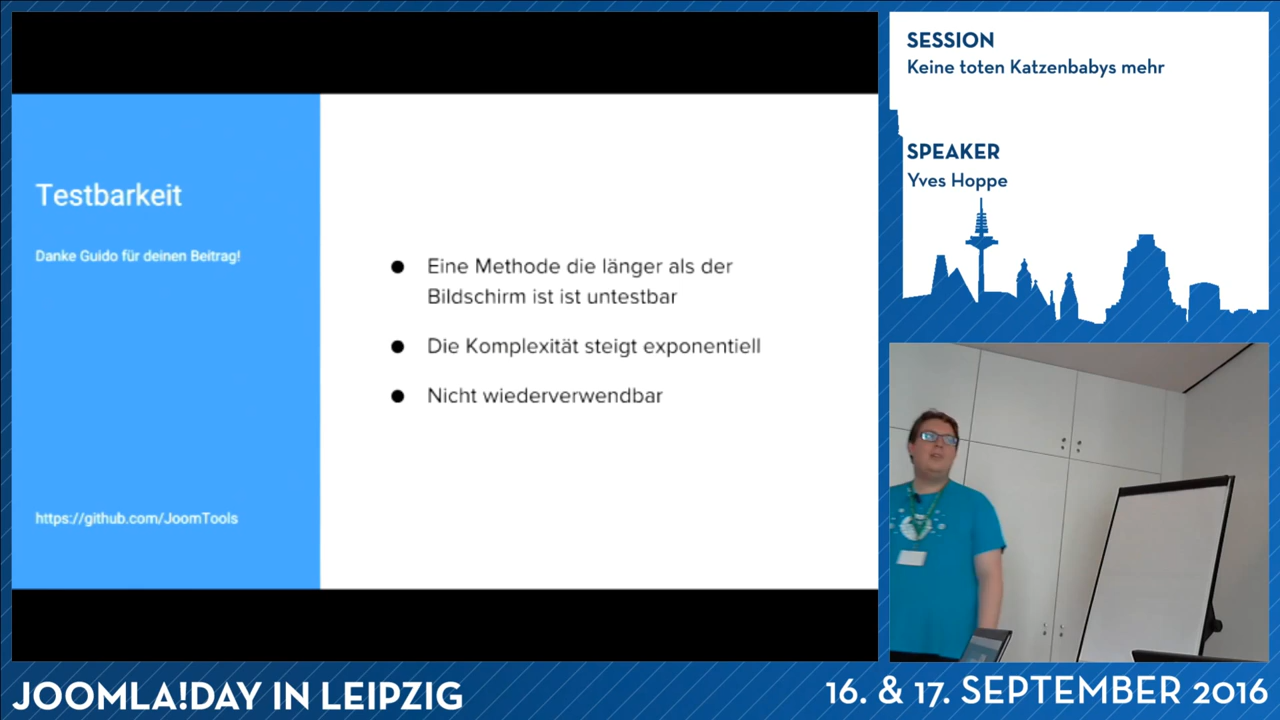 Testbarkeit
Danke Guido für deinen Beitrag!
https://github.com/JoomTools
Eine Methode die länger als der
Bildschirm ist ist untestbar
Die Komplexität steigt exponentiell
Nicht wiederverwendbar
SESSION
Keine toten Katzenbabys mehr
SPEAKER
Yves Hoppe
JOOMLA!DAY IN LEIPZIG
16. & 17. SEPTEMBER 2016